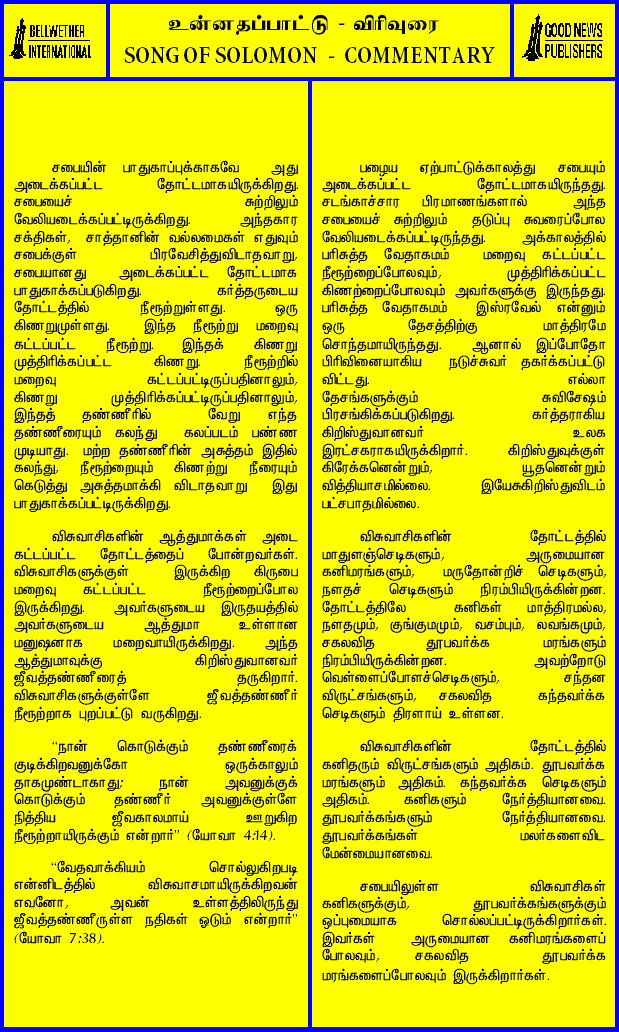 BELLWETHER
INTERNATIONAL
உன்னதப்பாட்டு - விரிவுரை
SONG OF SOLOMON - COMMENTARY
GOOD NEWS
PUBLISHERS
சபையின் பாதுகாப்புக்காகவே அது
அடைக்கப்பட்ட தோட்டமாகயிருக்கிறது.
சபையைச் சுற்றிலும்
வேலியடைக்கப்பட்டிருக்கிறது. அந்தகார
சக்திகள், சாத்தானின் வல்லமைகள் எதுவும்
சபைக்குள் பிரவேசித்துவிடாதவாறு,
சபையானது அடைக்கப்பட்ட தோட்டமாக
பாதுகாக்கப்படுகிறது. கர்த்தருடைய
தோட்டத்தில் நீரூற்றுள்ளது. ஒரு
கிணறுமுள்ளது. இந்த நீரூற்று மறைவு
கட்டப்பட்ட நீரூற்று. இந்தக் கிணறு
முத்திரிக்கப்பட்ட கிணறு. நீரூற்றில்
மறைவு கட்டப்பட்டிருப்பதினாலும்,
கிணறு முத்திரிக்கப்பட்டிருப்பதினாலும்,
இந்தத் தண்ணீரில் வேறு எந்த
தண்ணீரையும் கலந்து கலப்படம் பண்ண
முடியாது. மற்ற தண்ணீரின் அசுத்தம் இதில்
கலந்து, நீரூற்றையும் கிணற்று நீரையும்
கெடுத்து அசுத்தமாக்கி விடாதவாறு இது
பாதுகாக்கப்பட்டிருக்கிறது.
விசுவாசிகளின் ஆத்துமாக்கள் அடை
கட்டப்பட்ட தோட்டத்தைப் போன்றவர்கள்.
விசுவாசிகளுக்குள் இருக்கிற கிருபை
மறைவு கட்டப்பட்ட நீரூற்றைப்போல
இருக்கிறது. அவர்களுடைய இருதயத்தில்
அவர்களுடைய ஆத்துமா உள்ளான
மனுஷனாக மறைவாயிருக்கிறது. அந்த
ஆத்துமாவுக்கு கிறிஸ்துவானவர்
ஜீவத்தண்ணீரைத் தருகிறார்.
விசுவாசிகளுக்குள்ளே ஜீவத்தண்ணீர்
நீரூற்றாக புறப்பட்டு வருகிறது.
“நான் கொடுக்கும் தண்ணீரைக்
குடிக்கிறவனுக்கோ ஒருக்காலும்
தாகமுண்டாகாது; நான் அவனுக்குக்
கொடுக்கும் தண்ணீர் அவனுக்குள்ளே
நித்திய ஜீவகாலமாய் ஊறுகிற
நீரூற்றாயிருக்கும் என்றார்” (யோவா 4:14).
“வேதவாக்கியம் சொல்லுகிறபடி
என்னிடத்தில் விசுவாசமாயிருக்கிறவன்
எவனோ, அவன் உள்ளத்திலிருந்து
ஜீவத்தண்ணீருள்ள நதிகள் ஓடும் என்றார்”
(யோவா 7:38).
பழைய ஏற்பாட்டுக்காலத்து சபையும்
அடைக்கப்பட்ட தோட்டமாகயிருந்தது.
சடங்காச்சார பிரமாணங்களால் அந்த
சபையைச் சுற்றிலும் தடுப்பு சுவரைப்போல
வேலியடைக்கப்பட்டிருந்தது. அக்காலத்தில்
பரிசுத்த வேதாகமம் மறைவு கட்டப்பட்ட
நீரூற்றைப்போலவும், முத்திரிக்கப்பட்ட
கிணற்றைப்போலவும் அவர்களுக்கு இருந்தது.
பரிசுத்த வேதாகமம் இஸ்ரவேல் என்னும்
ஒரு தேசத்திற்கு மாத்திரமே
சொந்தமாயிருந்தது. ஆனால் இப்போதோ
பிரிவினையாகிய நடுச்சுவர் தகர்க்கப்பட்டு
விட்டது. எல்லா
தேசங்களுக்கும் சுவிசேஷம்
பிரசங்கிக்கப்படுகிறது. கர்த்தராகிய
கிறிஸ்துவானவர் உலக
இரட்சகராகயிருக்கிறார். கிறிஸ்துவுக்குள்
கிரேக்கனென்றும், யூதனென்றும்
வித்தியாசமில்லை. இயேசுகிறிஸ்துவிடம்
பட்சபாதமில்லை.
விசுவாசிகளின் தோட்டத்தில்
மாதுளஞ்செடிகளும், அருமையான
கனிமரங்களும், மருதோன்றிச் செடிகளும்,
நளதச் செடிகளும் நிரம்பியிருக்கின்றன.
தோட்டத்திலே கனிகள் மாத்திரமல்ல,
நளதமும், குங்குமமும், வசம்பும், லவங்கமும்,
சகலவித தூபவர்க்க மரங்களும்
நிரம்பியிருக்கின்றன. அவற்றோடு
வெள்ளைப்போளச்செடிகளும், சந்தன
விருட்சங்களும், சகலவித கந்தவர்க்க
செடிகளும் திரளாய் உள்ளன.
விசுவாசிகளின் தோட்டத்தில்
கனிதரும் விருட்சங்களும் அதிகம். தூபவர்க்க
மரங்களும் அதிகம். கந்தவர்க்க செடிகளும்
அதிகம். கனிகளும் நேர்த்தியானவை.
தூபவர்க்கங்களும் நேர்த்தியானவை.
தூபவர்க்கங்கள் மலர்களைவிட
மேன்மையானவை.
சபையிலுள்ள விசுவாசிகள்
கனிகளுக்கும், தூபவர்க்கங்களுக்கும்
ஒப்புமையாக சொல்லப்பட்டிருக்கிறார்கள்.
இவர்கள் அருமையான கனிமரங்களைப்
போலவும், சகலவித தூபவர்க்க
மரங்களைப்போலவும் இருக்கிறார்கள்.